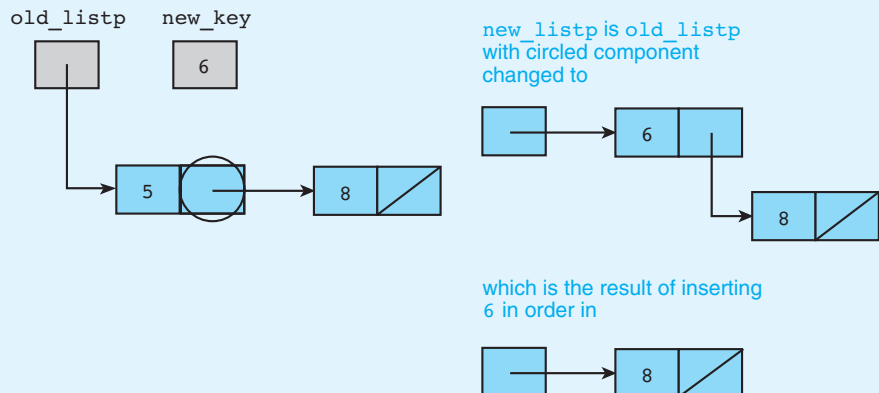 old_listp new_key
6
5
8
new_listp is old_listp
with circled component
changed to
6
8
which is the result of inserting
6 in order in
8